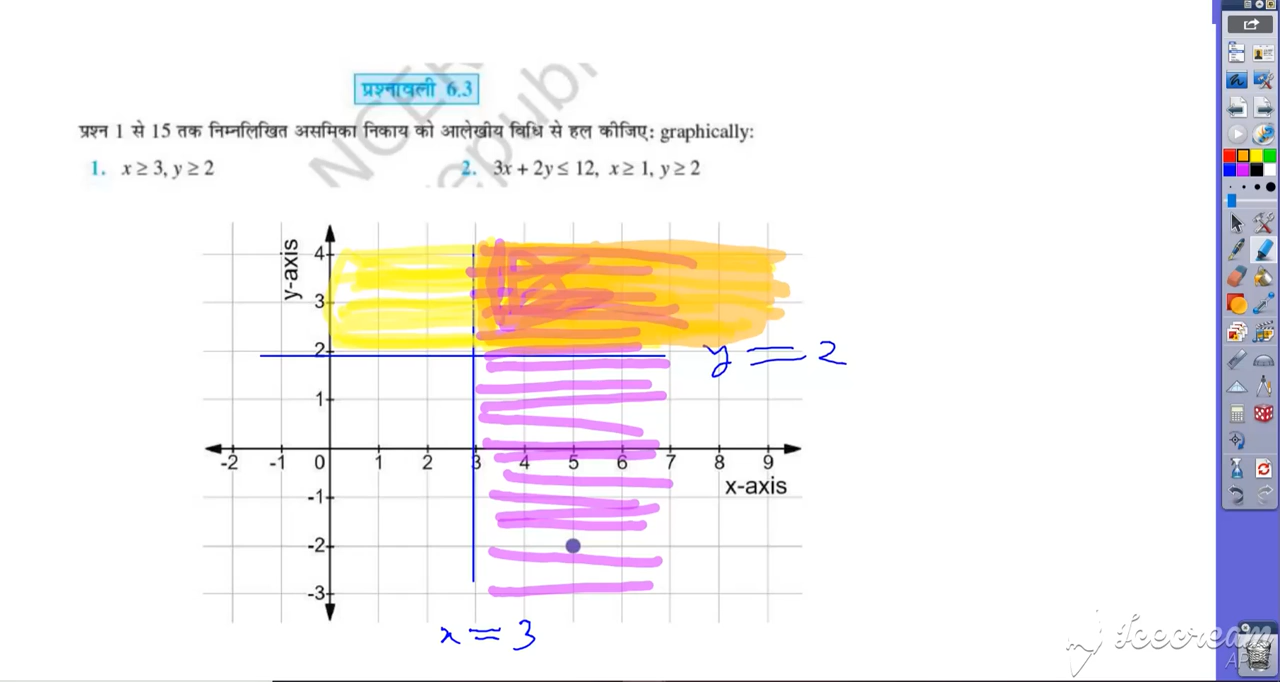 प्रश्नावली 6.3
प्रश्न 1 से 15 तक निम्नलिखित असमिका निकाय को आलेखीय विधि से हल कीजिए: graphically:
1. x ≥ 3, y ≥ 2
2. 3x + 2y ≤ 12, x ≥ 1, y ≥ 2
y-axis
4
3
2
y = 2
1
-2 -1 0 1 2 3 4 5 6 7 8 9
x-axis
-1
-2
-3
x = 3
Icecream